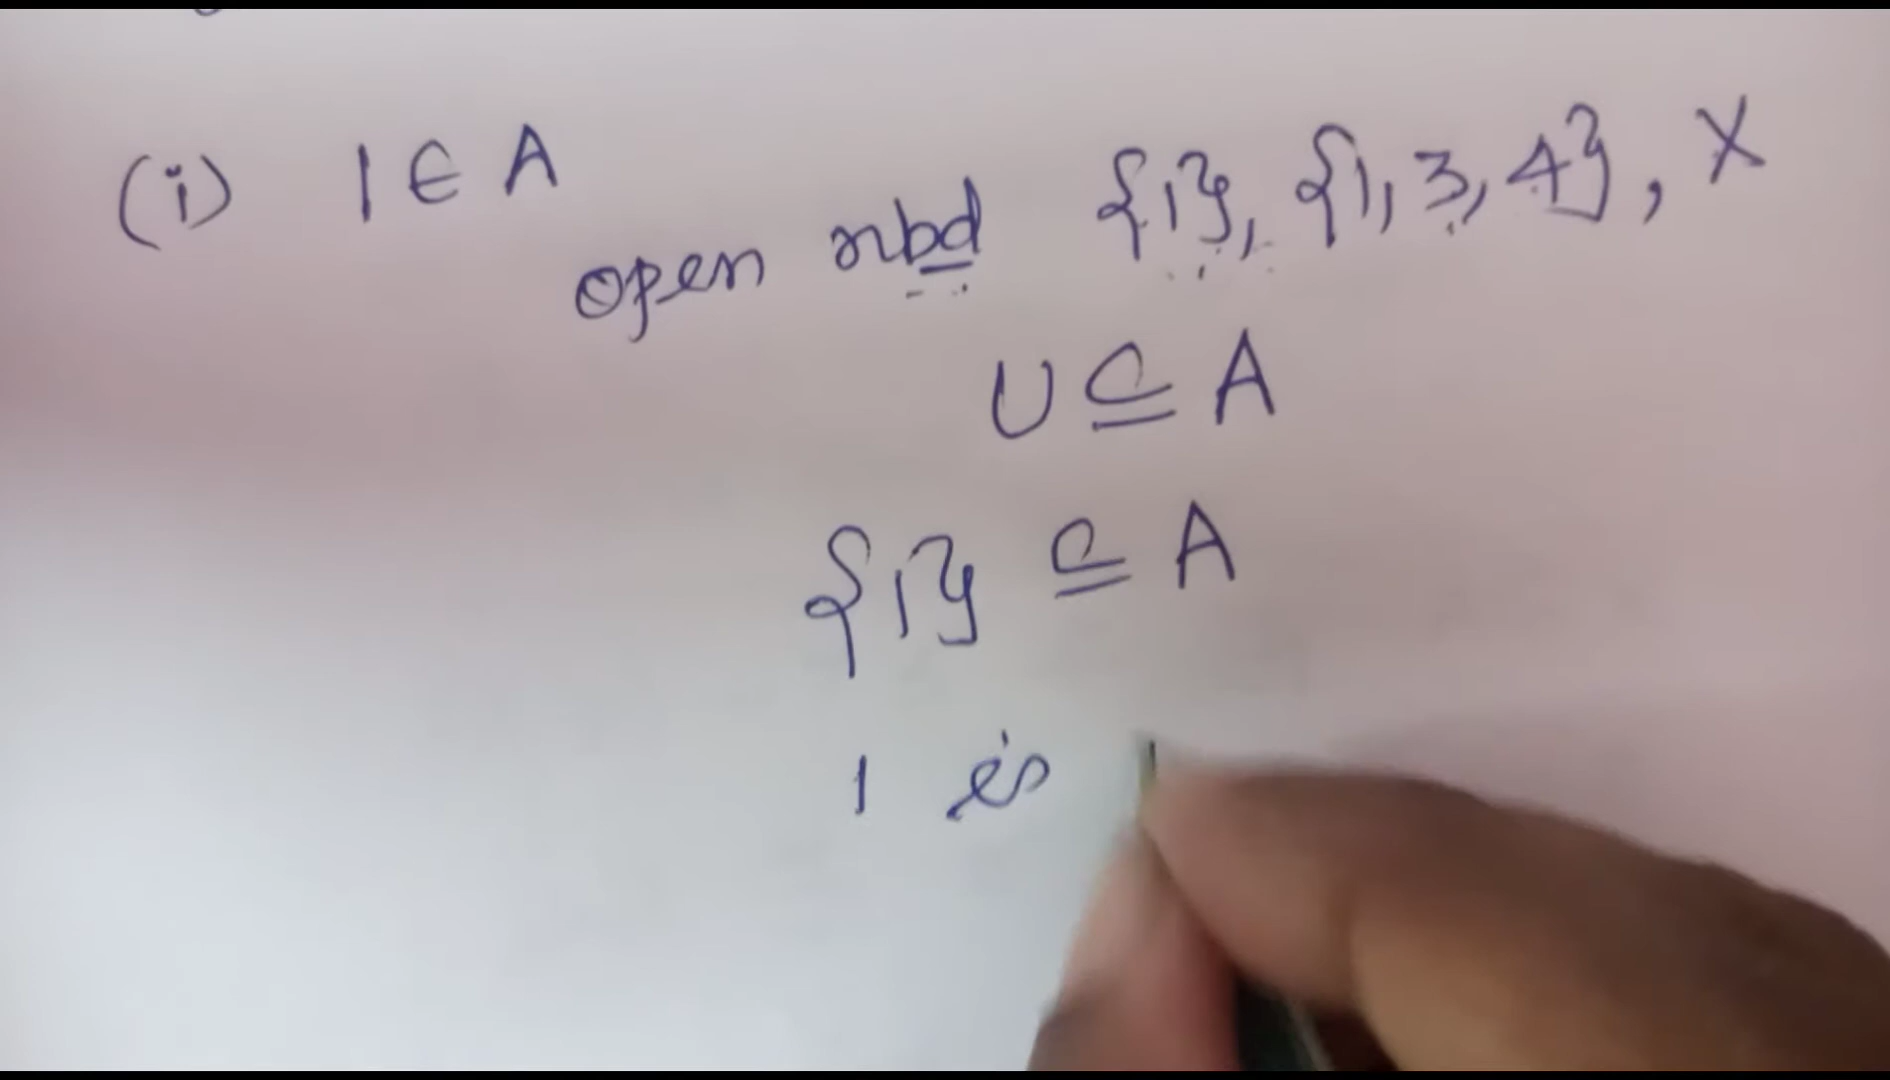 (i) 1 ∈ A
open nbd {1}, {1, 3, 4}, X
U ⊆ A
{1} ⊆ A
1 is